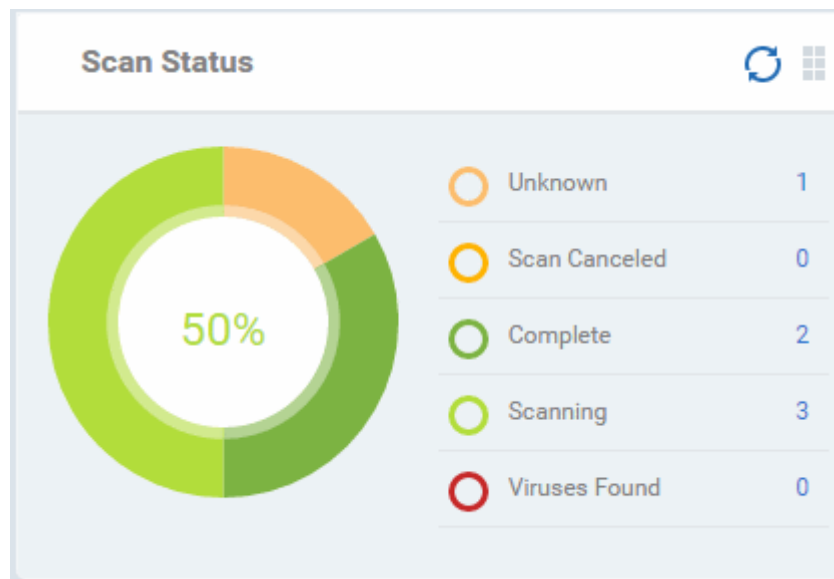 Scan Status
50%
Unknown 1
Scan Canceled 0
Complete 2
Scanning 3
Viruses Found 0